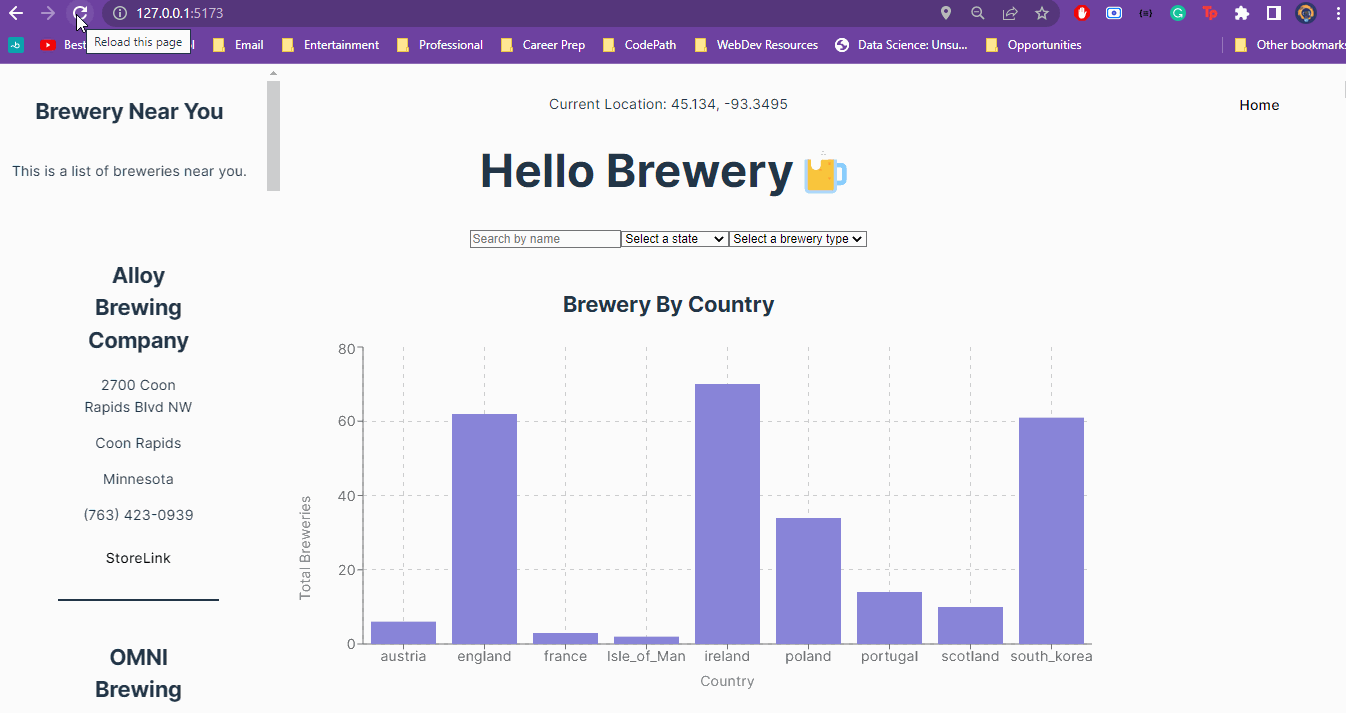 127.0.0.1:5173
Best
Reload this page
l
Email
Entertainment
Professional
Career Prep
CodePath
WebDev Resources
Data Science: Unsu...
Opportunities
Other bookmarks
Brewery Near You
This is a list of breweries near you.
Alloy
Brewing
Company
2700 Coon
Rapids Blvd NW
Coon Rapids
Minnesota
(763) 423-0939
StoreLink
OMNI
Brewing
Current Location: 45.134, -93.3495
Home
Hello Brewery
Search by name
Select a state
Select a brewery type
Brewery By Country
80
60
40
20
0
Total Breweries
austria
england
france
Isle_of_Man
ireland
poland
portugal
scotland
south_korea
Country